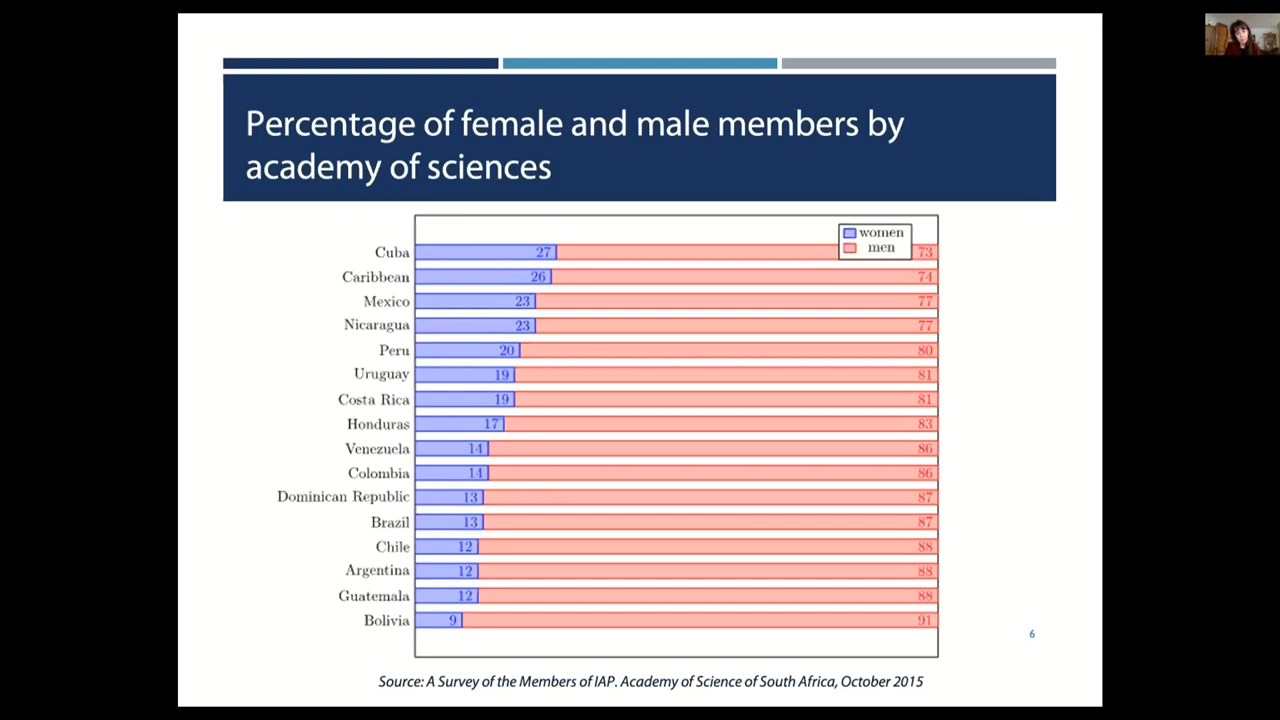 Percentage of female and male members by
academy of sciences
women
men
Cuba 27 73
Caribbean 26 74
Mexico 23 77
Nicaragua 23 77
Peru 20 80
Uruguay 19 81
Costa Rica 19 81
Honduras 17 83
Venezuela 14 86
Colombia 14 86
Dominican Republic 13 87
Brazil 13 87
Chile 12 88
Argentina 12 88
Guatemala 12 88
Bolivia 9 91
6
Source: A Survey of the Members of IAP. Academy of Science of South Africa, October 2015